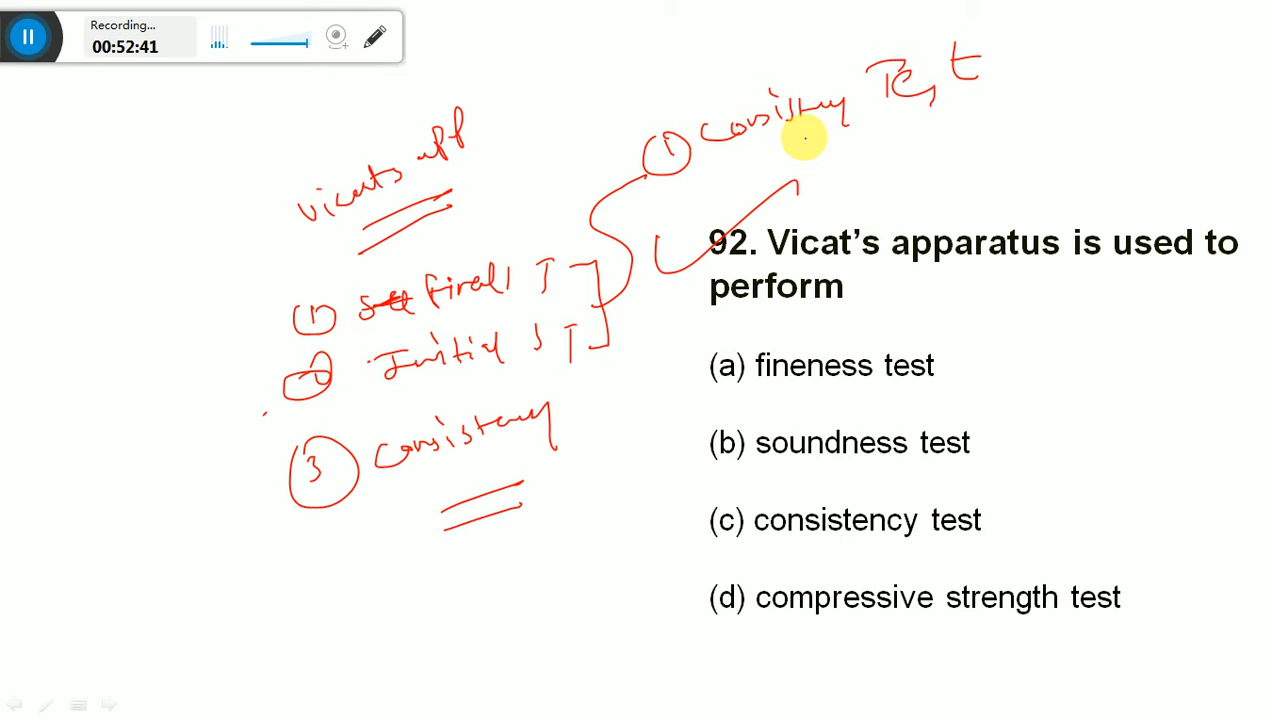 Recording...
00:52:41
① consistency Test
vicats app
① final I T
② Initial S T
③ consistency
92. Vicat’s apparatus is used to
perform
(a) fineness test
(b) soundness test
(c) consistency test
(d) compressive strength test